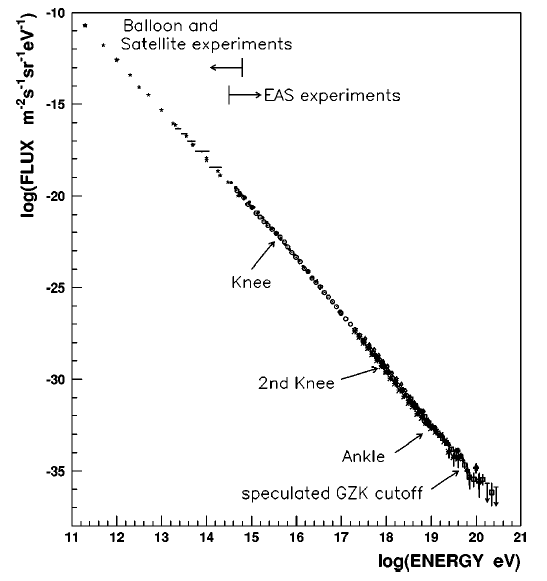 -10
Balloon and
Satellite experiments
EAS experiments
-15
-20
Knee
-25
2nd Knee
-30
Ankle
-35
speculated GZK cutoff
11 12 13 14 15 16 17 18 19 20 21
log(ENERGY eV)
log(FLUX m-2s-1sr-1eV-1)